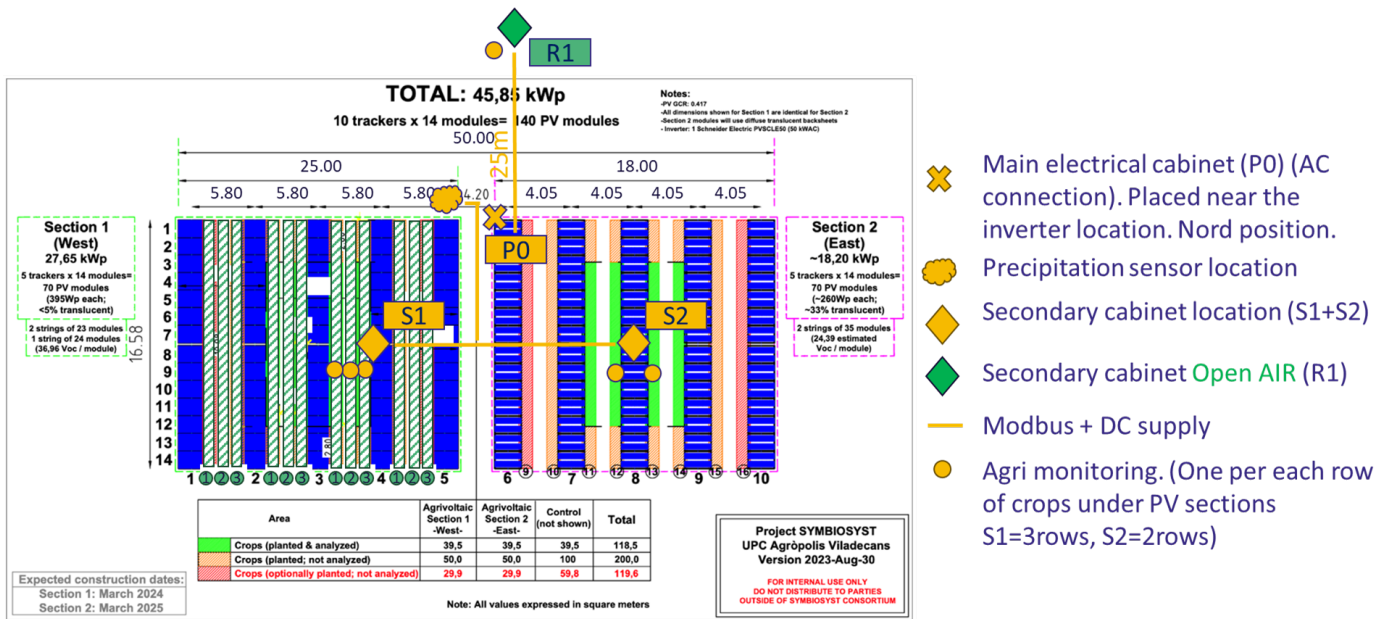 R1
TOTAL: 45,85 kWp
10 trackers x 14 modules= 140 PV modules
Notes:
-PV GCR: 0.417
-All dimensions shown for Section 1 are identical for Section 2
-Section 2 modules will use diffuse translucent backsheets
- Inverter: 1 Schneider Electric PVSCLE50 (50 kWAC)
50.00
25m
25.00
18.00
5.80
5.80
5.80
5.80
4.20
4.05
4.05
4.05
4.05
Section 1
(West)
27,65 kWp
5 trackers x 14 modules=
70 PV modules
(395Wp each;
<5% translucent)
2 strings of 23 modules
1 string of 24 modules
(36,96 Voc / module)
16.58
1
2
3
4
5
6
7
8
9
10
11
12
13
14
P0
S1
S2
2.80
Section 2
(East)
~18,20 kWp
5 trackers x 14 modules=
70 PV modules
(~260Wp each;
~33% translucent)
2 strings of 35 modules
(24,39 estimated
Voc / module)
1 1 2 3 2 1 2 3 3 1 2 3 4 1 2 3 5 6 9 10 7 11 12 8 13 14 9 15 16 10
Area
Agrivoltaic
Section 1
-West-
Agrivoltaic
Section 2
-East-
Control
(not shown)
Total
Crops (planted & analyzed) 39,5 39,5 39,5 118,5
Crops (planted; not analyzed) 50,0 50,0 100 200,0
Crops (optionally planted; not analyzed) 29,9 29,9 59,8 119,6
Note: All values expressed in square meters
Expected construction dates:
Section 1: March 2024
Section 2: March 2025
Project SYMBIOSYST
UPC Agròpolis Viladecans
Version 2023-Aug-30
FOR INTERNAL USE ONLY
DO NOT DISTRIBUTE TO PARTIES
OUTSIDE OF SYMBIOSYST CONSORTIUM
Main electrical cabinet (P0) (AC
connection). Placed near the
inverter location. Nord position.
Precipitation sensor location
Secondary cabinet location (S1+S2)
Secondary cabinet Open AIR (R1)
Modbus + DC supply
Agri monitoring. (One per each row
of crops under PV sections
S1=3rows, S2=2rows)